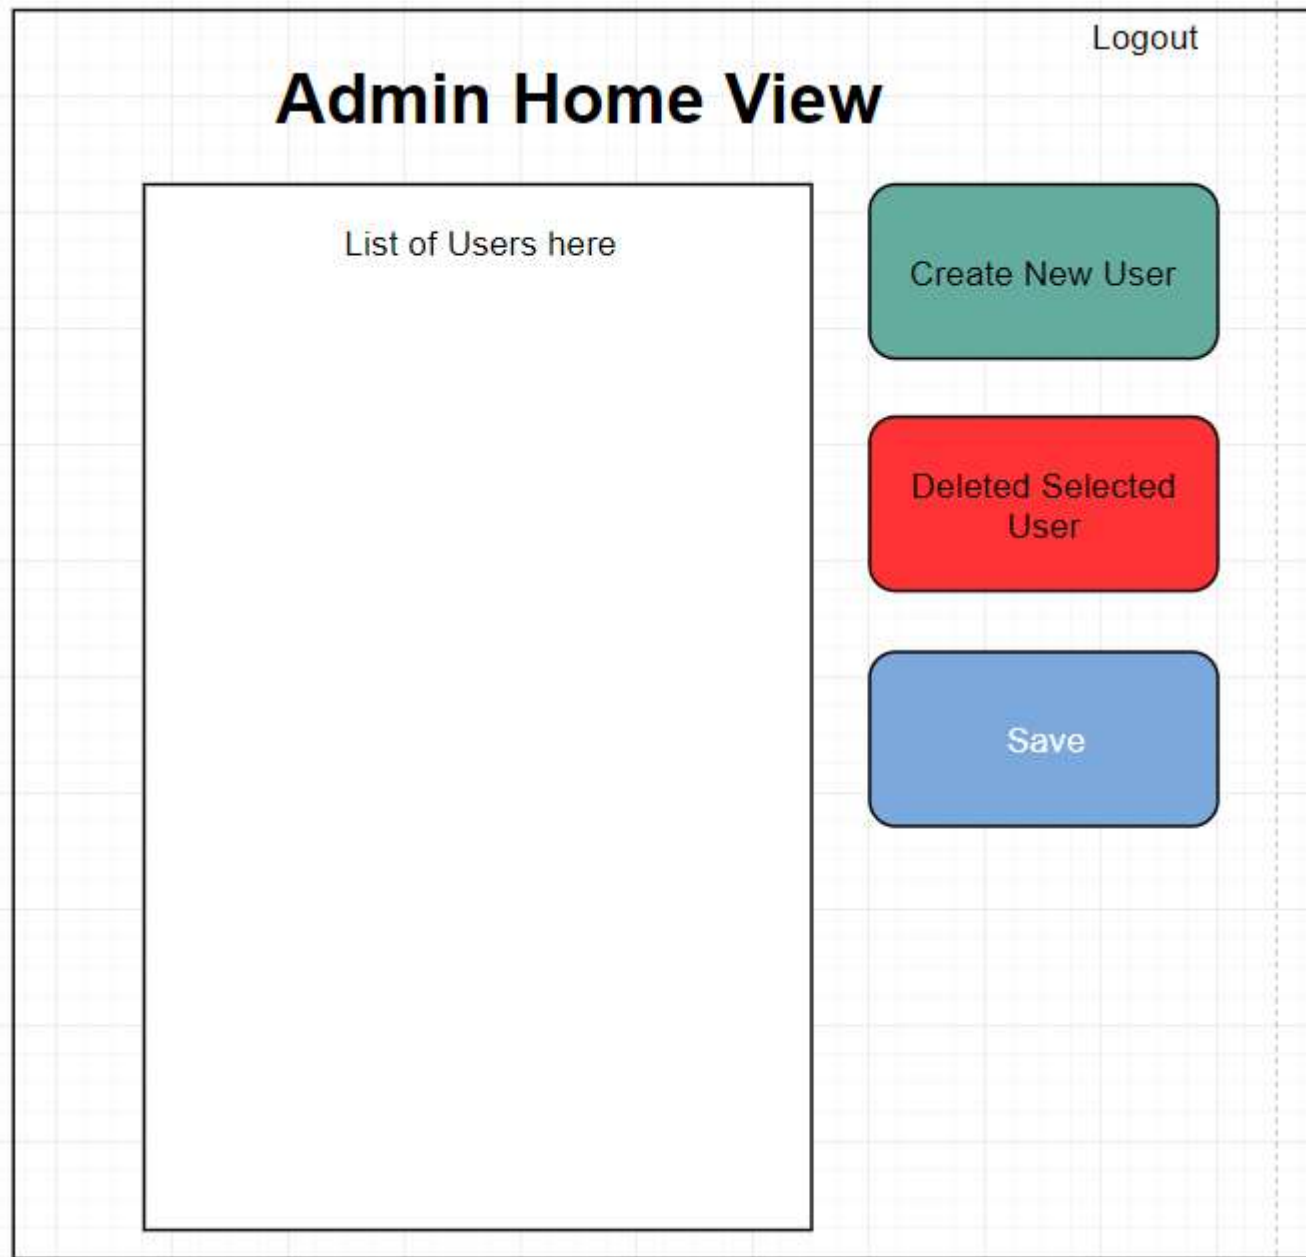 Logout
Admin Home View
List of Users here
Create New User
Deleted Selected
User
Save